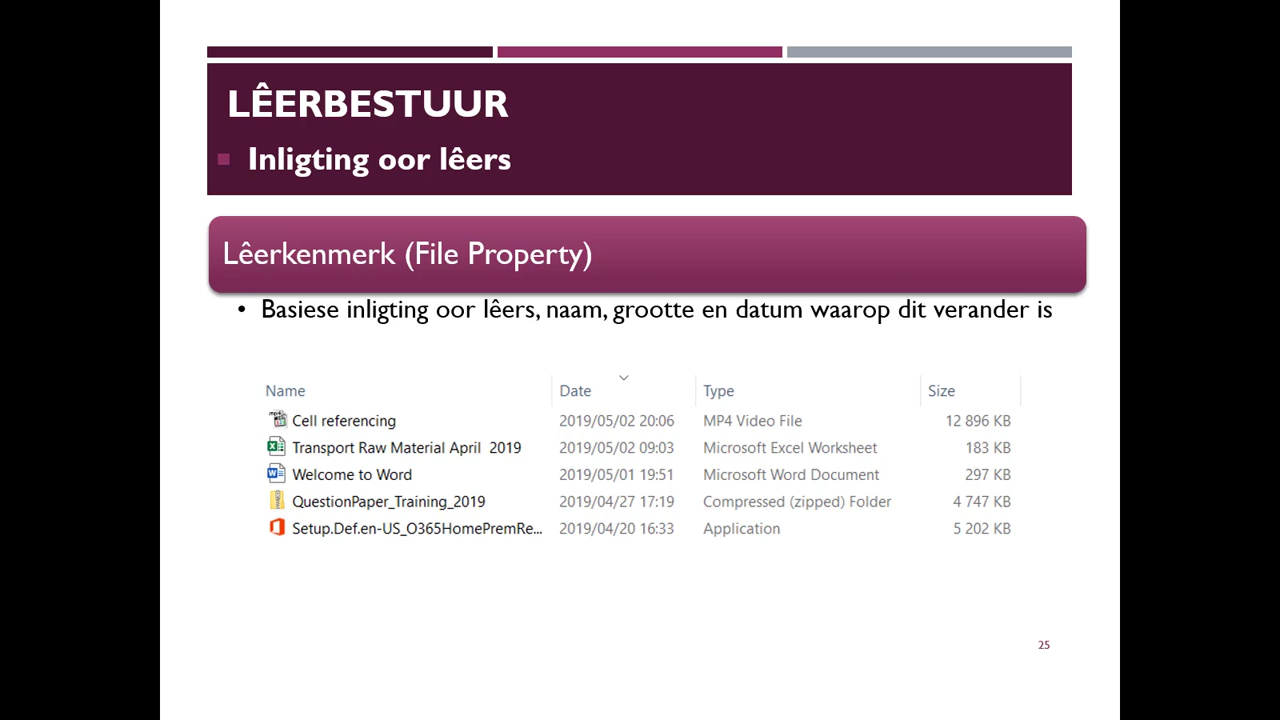 LÊERBESTUUR
Inligting oor lêers
Lêerkenmerk (File Property)
• Basiese inligting oor lêers, naam, grootte en datum waarop dit verander is
Name Date Type Size
Cell referencing 2019/05/02 20:06 MP4 Video File 12 896 KB
Transport Raw Material April 2019 2019/05/02 09:03 Microsoft Excel Worksheet 183 KB
Welcome to Word 2019/05/01 19:51 Microsoft Word Document 297 KB
QuestionPaper_Training_2019 2019/04/27 17:19 Compressed (zipped) Folder 4 747 KB
Setup.Def.en-US_O365HomePremRe... 2019/04/20 16:33 Application 5 202 KB
25